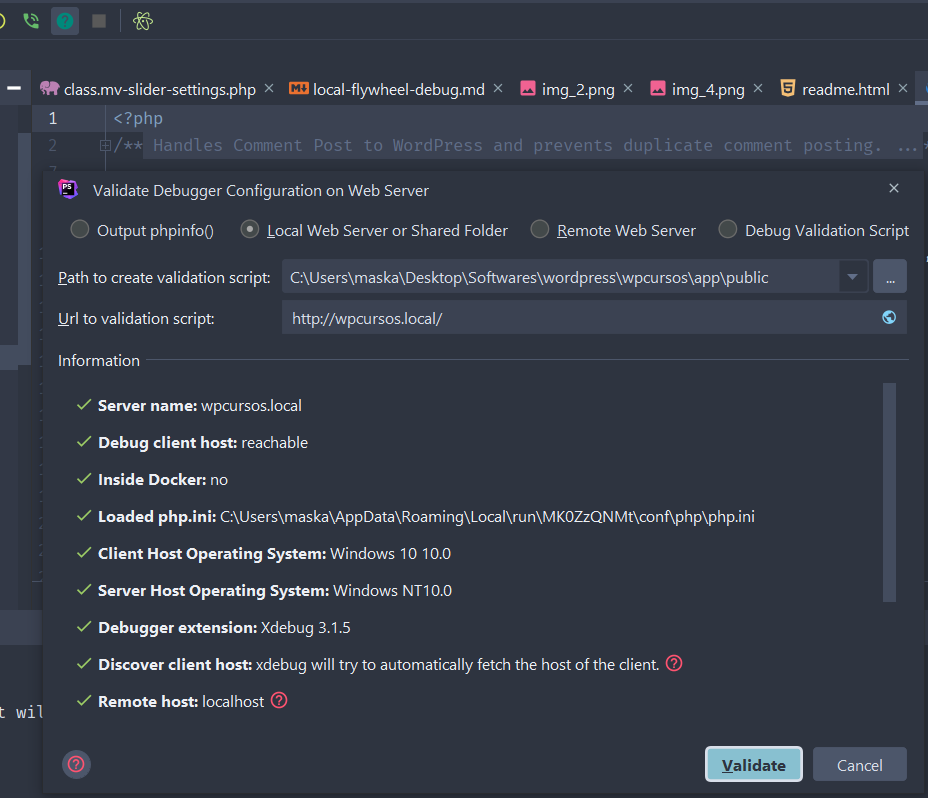 class.mv-slider-settings.php
local-flywheel-debug.md
img_2.png
img_4.png
readme.html
1 <?php
2 /** Handles Comment Post to WordPress and prevents duplicate comment posting. ...*
PS Validate Debugger Configuration on Web Server
Output phpinfo() Local Web Server or Shared Folder Remote Web Server Debug Validation Script
Path to create validation script: C:\Users\maska\Desktop\Softwares\wordpress\wpcursos\app\public ...
Url to validation script: http://wpcursos.local/
Information
Server name: wpcursos.local
Debug client host: reachable
Inside Docker: no
Loaded php.ini: C:\Users\maska\AppData\Roaming\Local\run\MK0ZzQNMt\conf\php\php.ini
Client Host Operating System: Windows 10 10.0
Server Host Operating System: Windows NT10.0
Debugger extension: Xdebug 3.1.5
Discover client host: xdebug will try to automatically fetch the host of the client.
Remote host: localhost
t wil
Validate Cancel